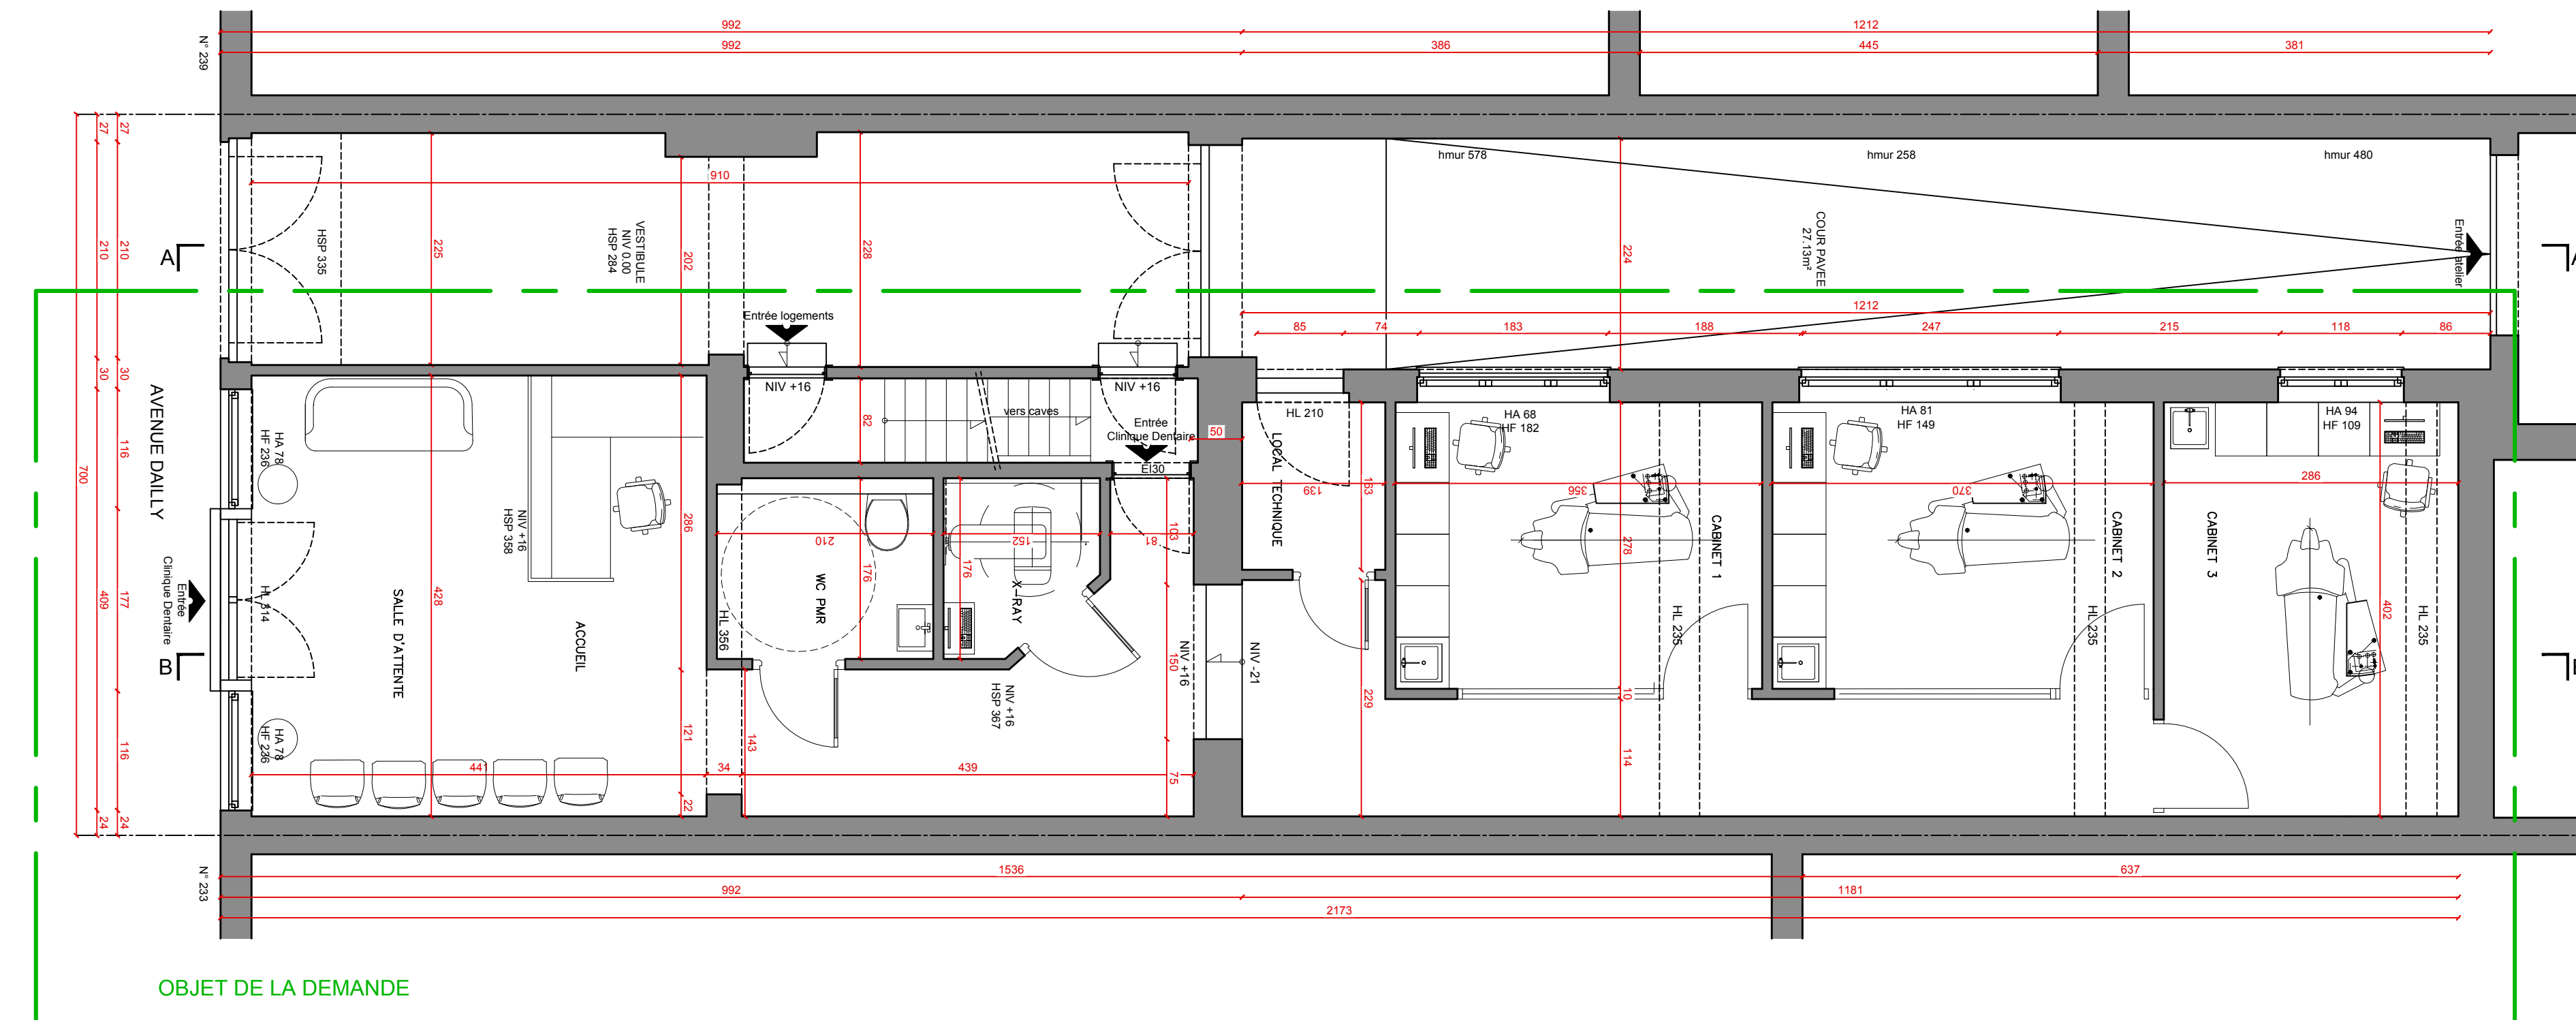 992
1212
992
386
445
381
N° 239
27
27
hmur 578
hmur 258
hmur 480
910
210
210
HSP 335
225
VESTIBULE
NIV 0.00
HSP 284
202
228
224
COUR PAVEE
27.13m²
Entrée atelier
A
A
1212
Entrée logements
85
74
183
188
247
215
118
86
30
30
NIV +16
NIV +16
vers caves
82
Entrée
Clinique Dentaire
EI30
50
HL 210
HA 68
HF 182
HA 81
HF 149
HA 94
HF 109
AVENUE DAILLY
700
116
HA 78
HF 236
NIV +16
HSP 358
286
210
176
152
176
103
81
LOCAL TECHNIQUE
139
163
356
278
CABINET 1
370
CABINET 2
286
CABINET 3
Entrée
Clinique Dentaire
409
177
HL 314
SALLE D'ATTENTE
428
ACCUEIL
HL 356
WC PMR
X-RAY
HL 235
HL 235
402
HL 235
B
NIV +16
HSP 367
150
NIV +16
NIV -21
229
10
116
HA 78
HF 236
121
143
114
441
34
439
75
22
24
24
N° 233
1536
637
992
1181
2173
OBJET DE LA DEMANDE